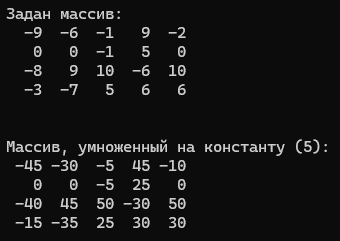 Задан массив:
-9 -6 -1 9 -2
0 0 -1 5 0
-8 9 10 -6 10
-3 -7 5 6 6
Массив, умноженный на константу (5):
-45 -30 -5 45 -10
0 0 -5 25 0
-40 45 50 -30 50
-15 -35 25 30 30